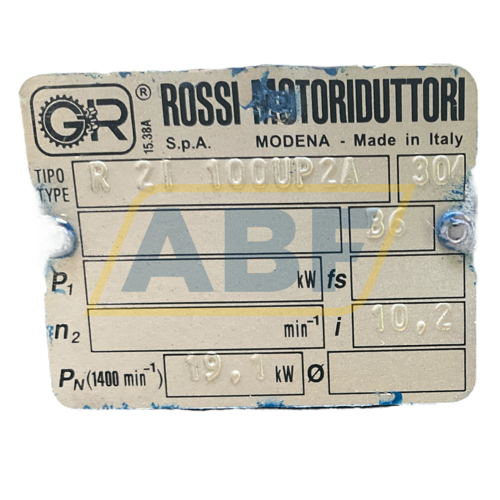 GR ® 15.38A ROSSI MOTORIDUTTORI
S.p.A. MODENA - Made in Italy
TIPO
TYPE R 2I 100UP2A
B6
ABF
P1 kW fs
n2 min-1 i 10,2
PN (1400 min-1) 19,1 kW Ø